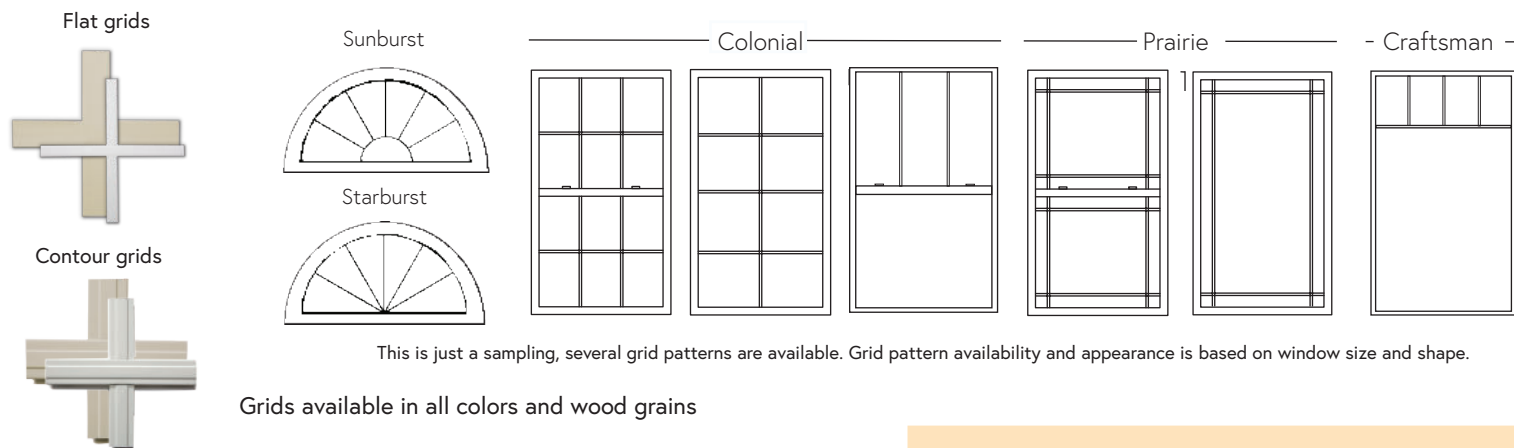 Flat grids
Sunburst
Colonial
Prairie
Craftsman
Starburst
Contour grids
This is just a sampling, several grid patterns are available. Grid pattern availability and appearance is based on window size and shape.
Grids available in all colors and wood grains